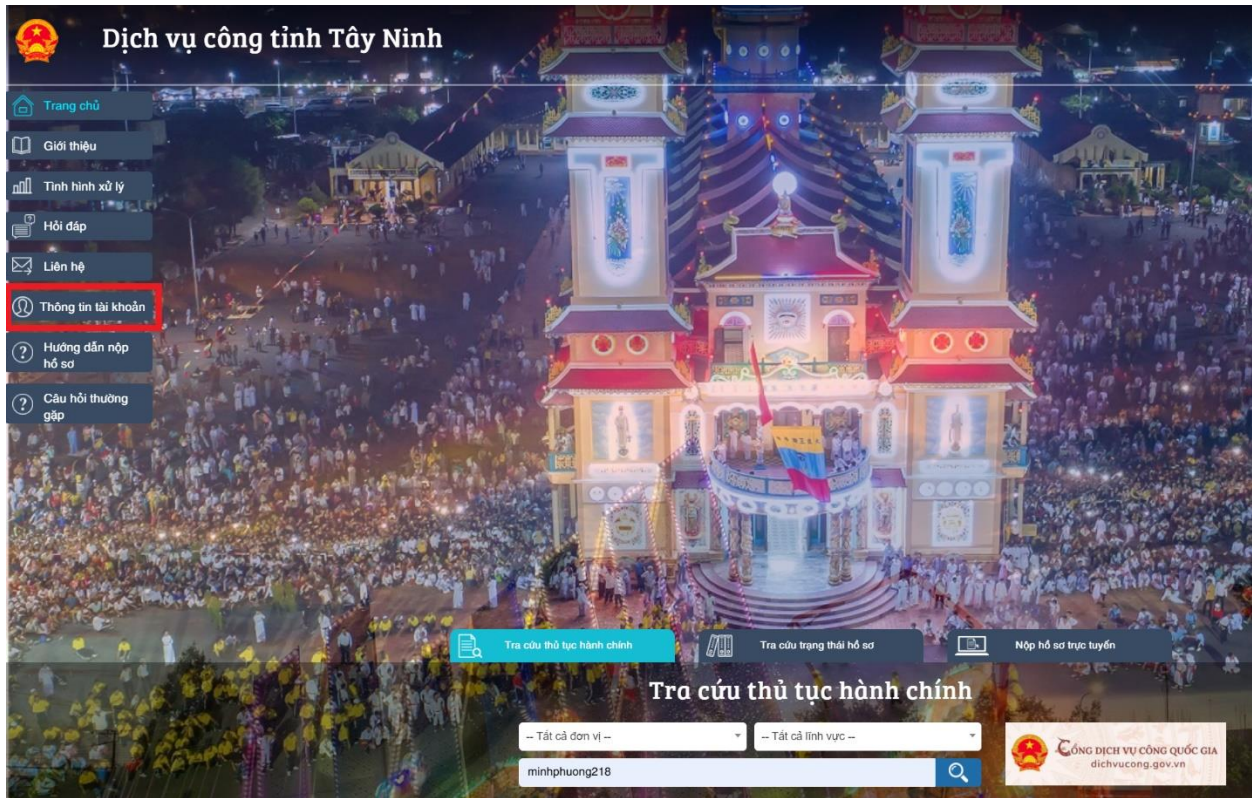 Dịch vụ công tỉnh Tây Ninh
Trang chủ
Giới thiệu
Tình hình xử lý
Hỏi đáp
Liên hệ
Thông tin tài khoản
Hướng dẫn nộp
hồ sơ
Câu hỏi thường
gặp
Tra cứu thủ tục hành chính
Tra cứu trạng thái hồ sơ
Nộp hồ sơ trực tuyến
Tra cứu thủ tục hành chính
-- Tất cả đơn vị --
-- Tất cả lĩnh vực --
minhphuong218
CỔNG DỊCH VỤ CÔNG QUỐC GIA
dichvucong.gov.vn